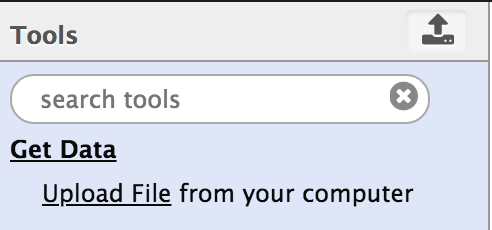 Tools
search tools
Get Data
Upload File from your computer